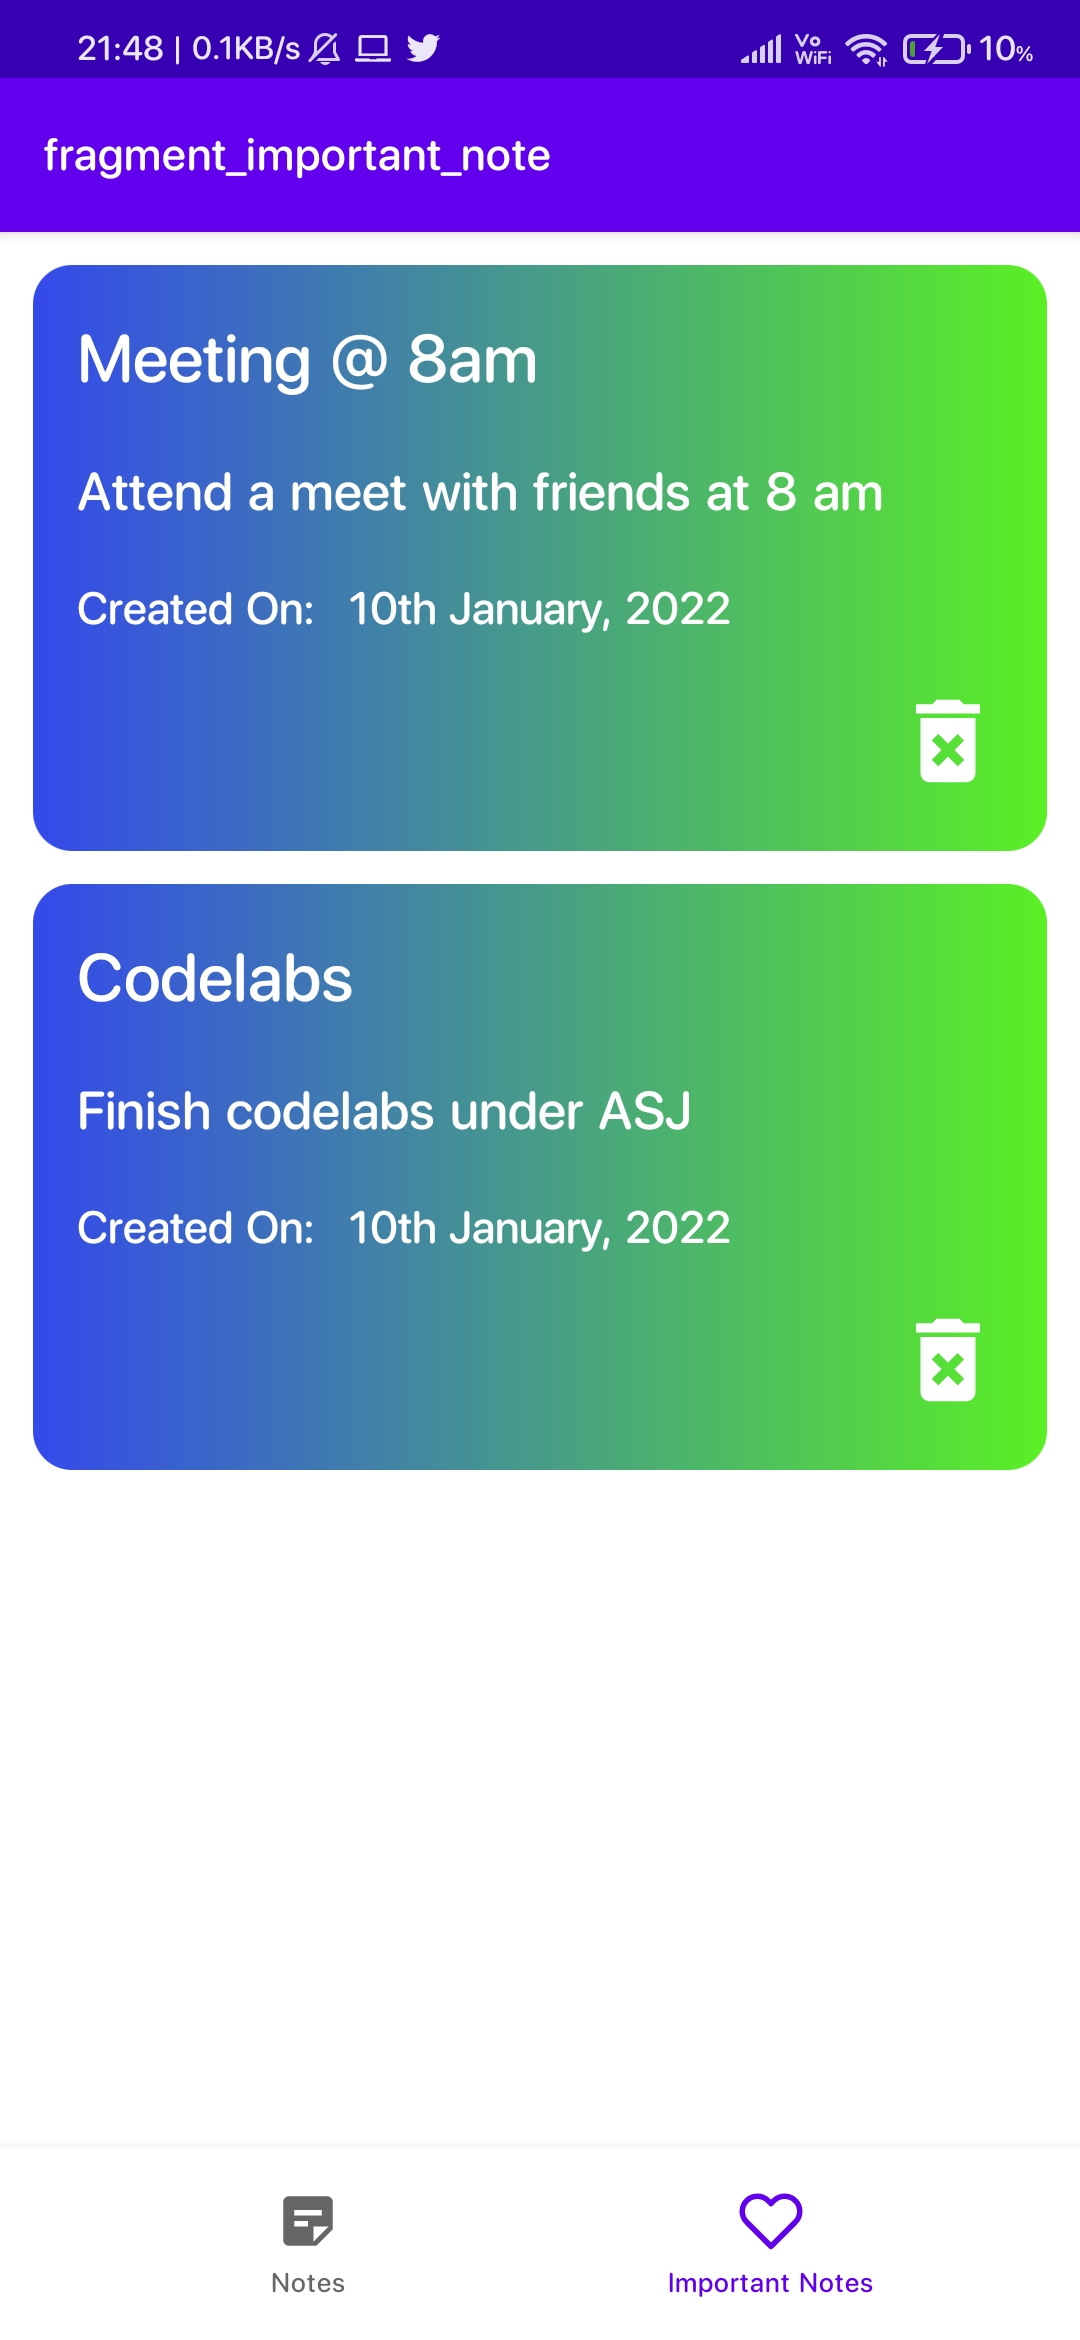 21:48 | 0.1KB/s Vo WiFi 10%
fragment_important_note
Meeting @ 8am
Attend a meet with friends at 8 am
Created On: 10th January, 2022
Codelabs
Finish codelabs under ASJ
Created On: 10th January, 2022
Notes Important Notes